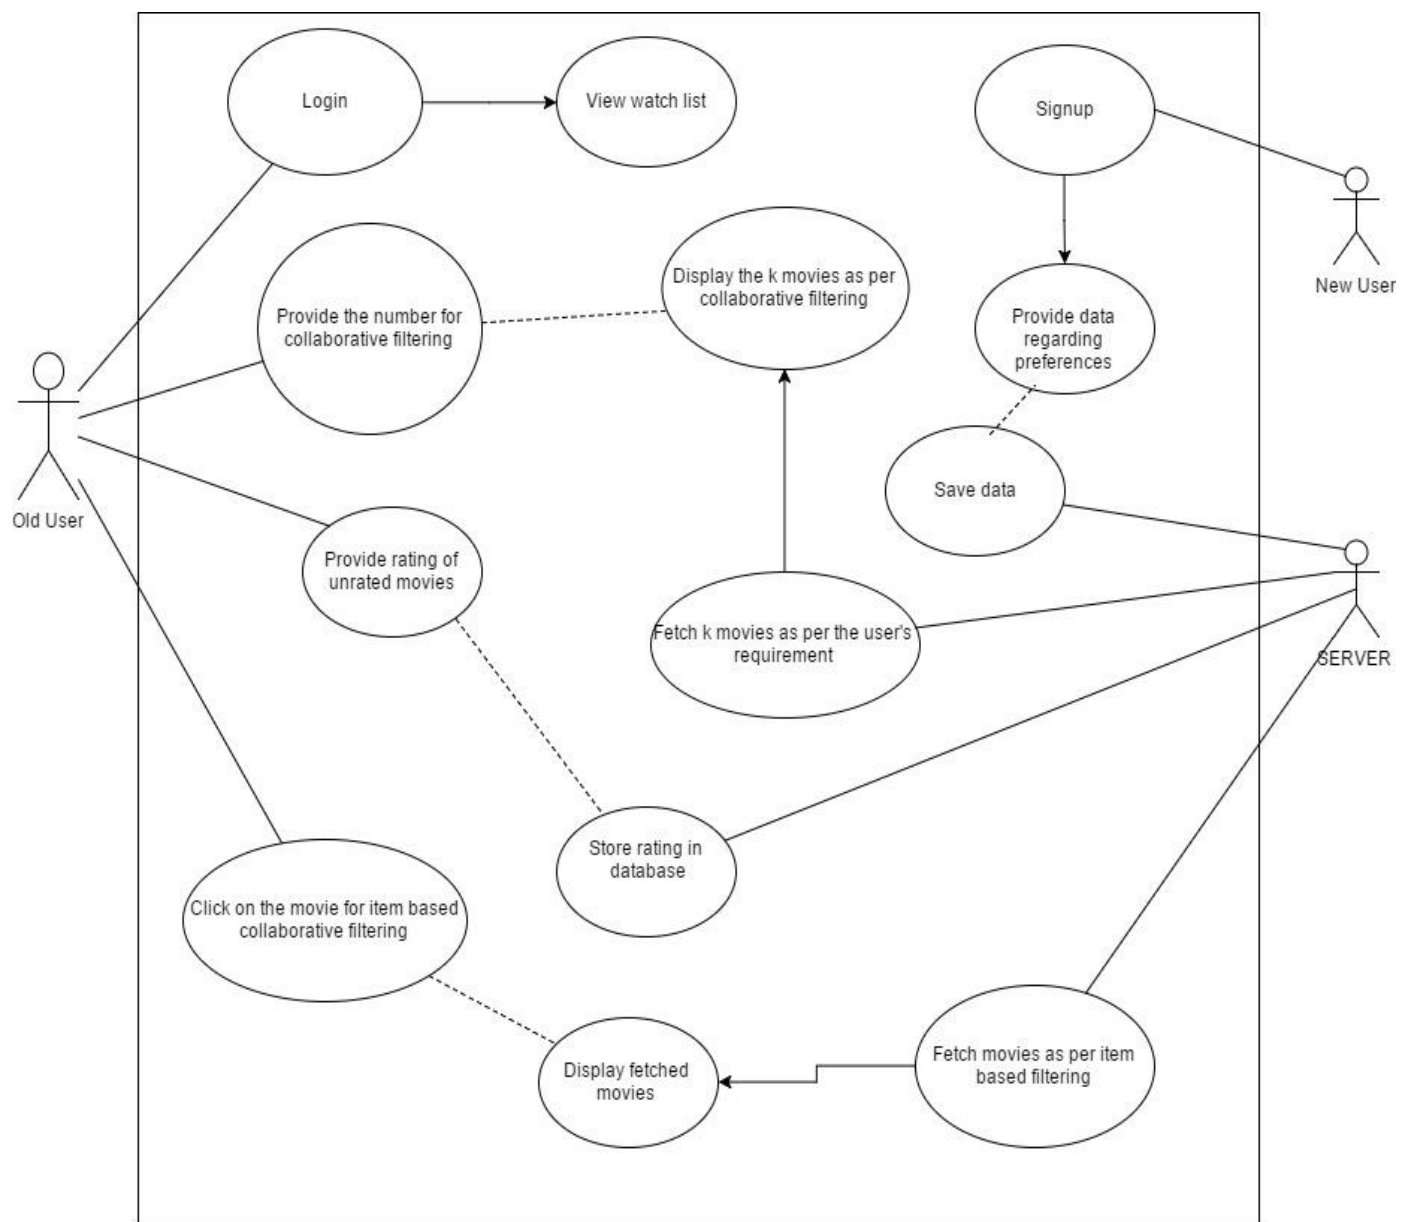 Login
View watch list
Signup
New User
Display the k movies as per
collaborative filtering
Provide the number for
collaborative filtering
Provide data
regarding
preferences
Save data
Old User
Provide rating of
unrated movies
Fetch k movies as per the user's
requirement
SERVER
Store rating in
database
Click on the movie for item based
collaborative filtering
Display fetched
movies
Fetch movies as per item
based filtering